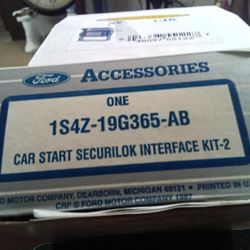 Ford ACCESSORIES
ONE
1S4Z-19G365-AB
CAR START SECURILOK INTERFACE KIT-2
FORD MOTOR COMPANY, DEARBORN, MICHIGAN 48121 • PRINTED IN U
CRP © FORD MOTOR COMPANY 1987